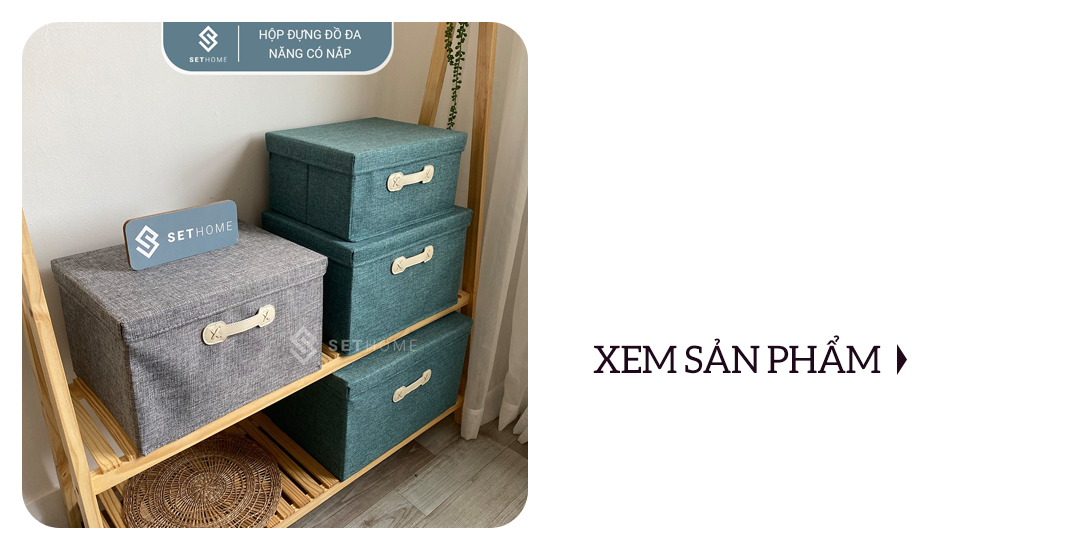 HỘP ĐỰNG ĐỒ ĐA
NĂNG CÓ NẮP
SETHOME
SETHOME
SETHOME
XEM SẢN PHẨM